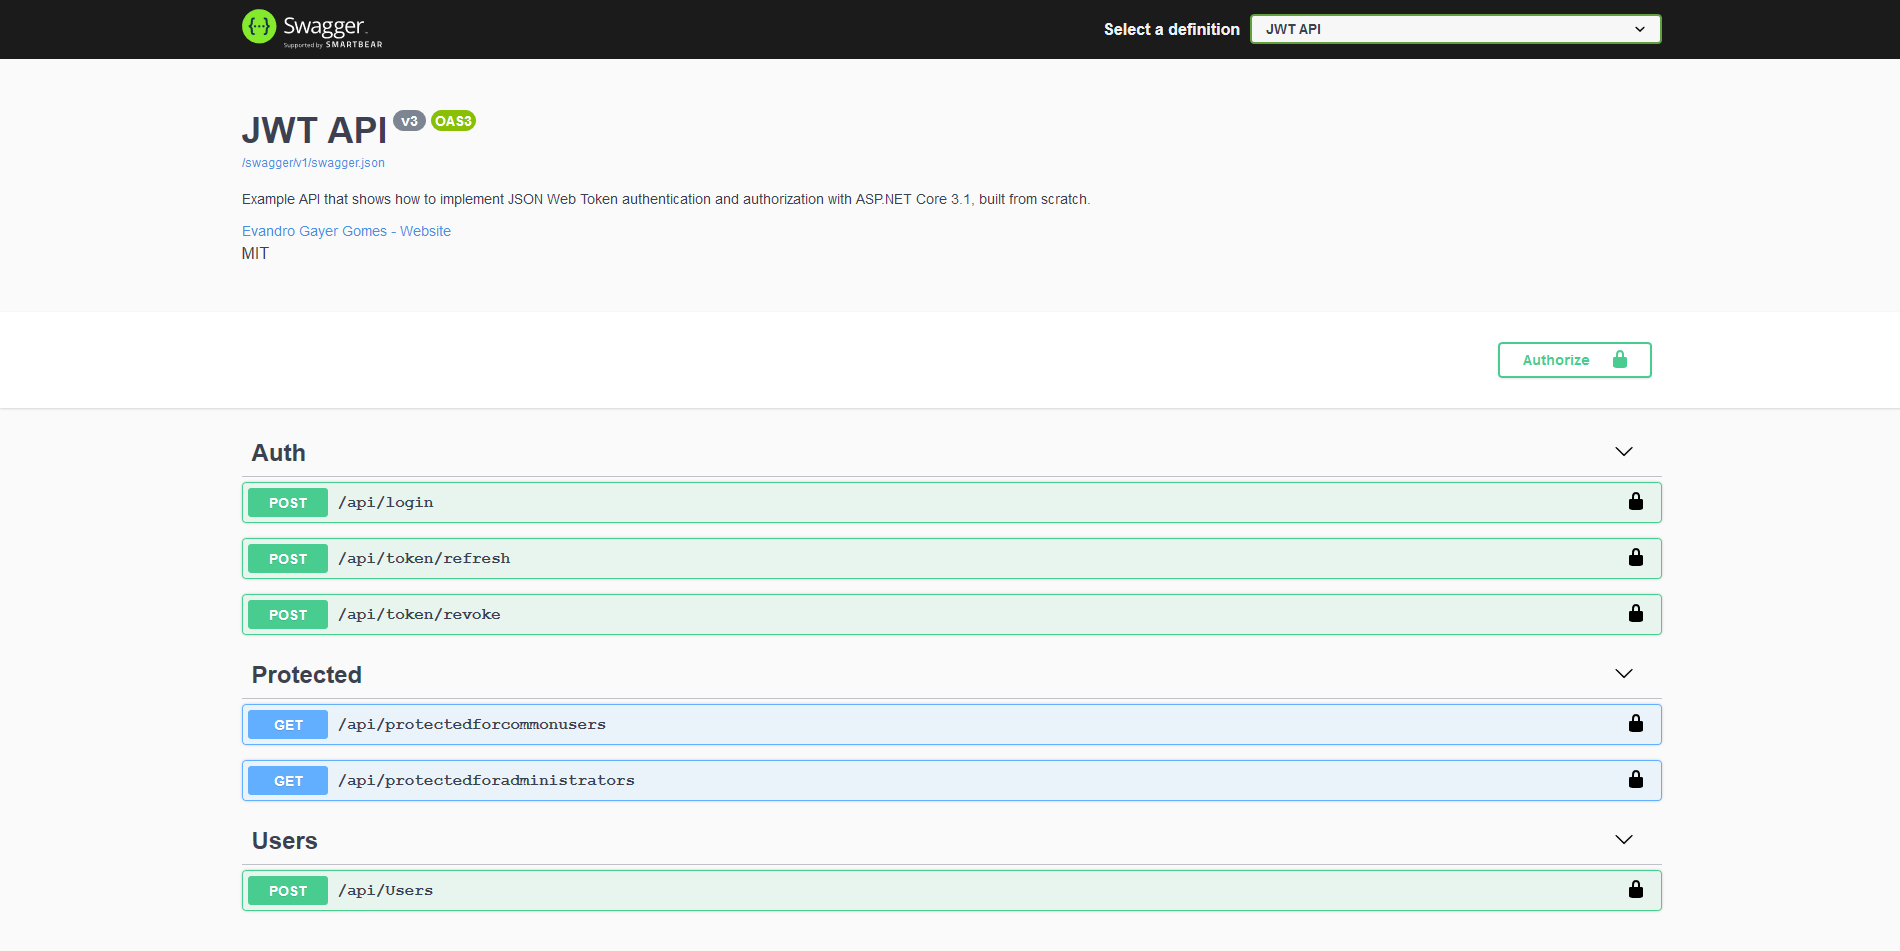 Swagger
Supported by SMARTBEAR
Select a definition
JWT API
JWT API v3 OAS3
/swagger/v1/swagger.json
Example API that shows how to implement JSON Web Token authentication and authorization with ASP.NET Core 3.1, built from scratch.
Evandro Gayer Gomes - Website
MIT
Authorize
Auth
POST /api/login
POST /api/token/refresh
POST /api/token/revoke
Protected
GET /api/protectedforcommonusers
GET /api/protectedforadministrators
Users
POST /api/Users